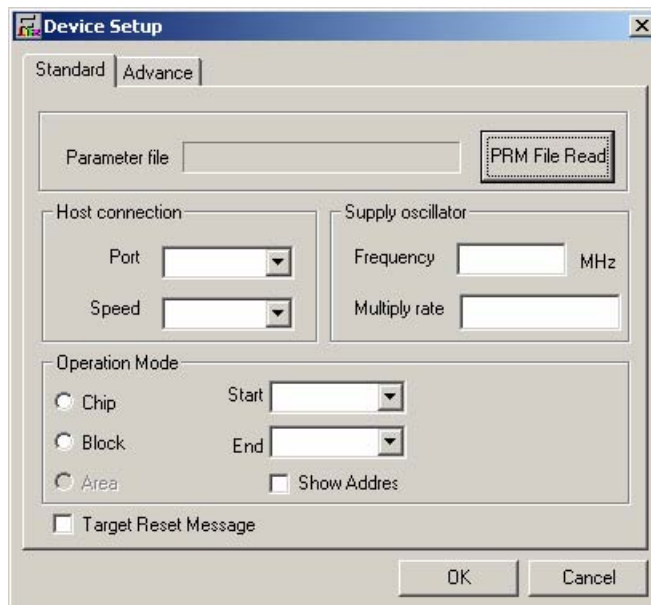 Device Setup
Standard Advance
Parameter file PRM File Read
Host connection
Port
Speed
Supply oscillator
Frequency MHz
Multiply rate
Operation Mode
Chip Start
Block End
Area Show Addres
Target Reset Message
OK Cancel